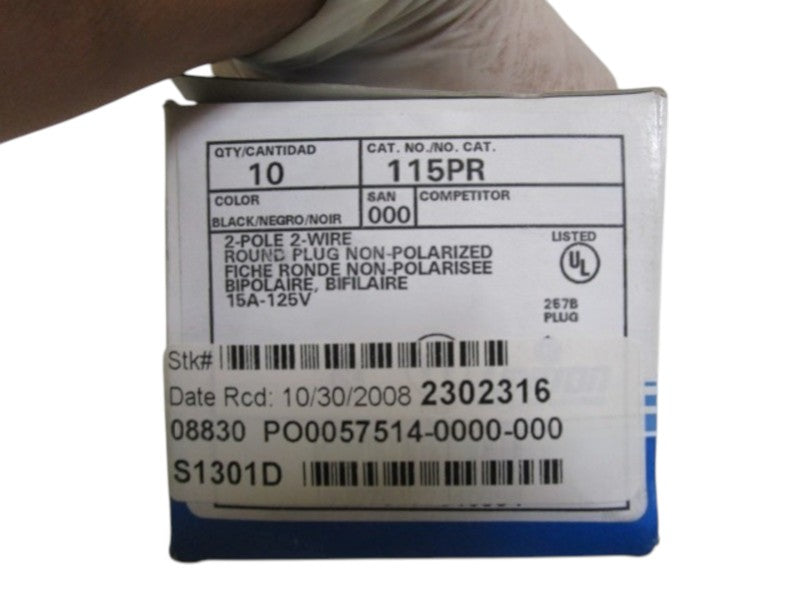 QTY/CANTIDAD
10
CAT. NO./NO. CAT.
115PR
COLOR
BLACK/NEGRO/NOIR
SAN
000
COMPETITOR
2-POLE 2-WIRE
ROUND PLUG NON-POLARIZED
FICHE RONDE NON-POLARISEE
BIPOLAIRE, BIFILAIRE
15A-125V
LISTED
UL
267B
PLUG
Stk#
Date Rcd: 10/30/2008 2302316
08830 PO0057514-0000-000
S1301D